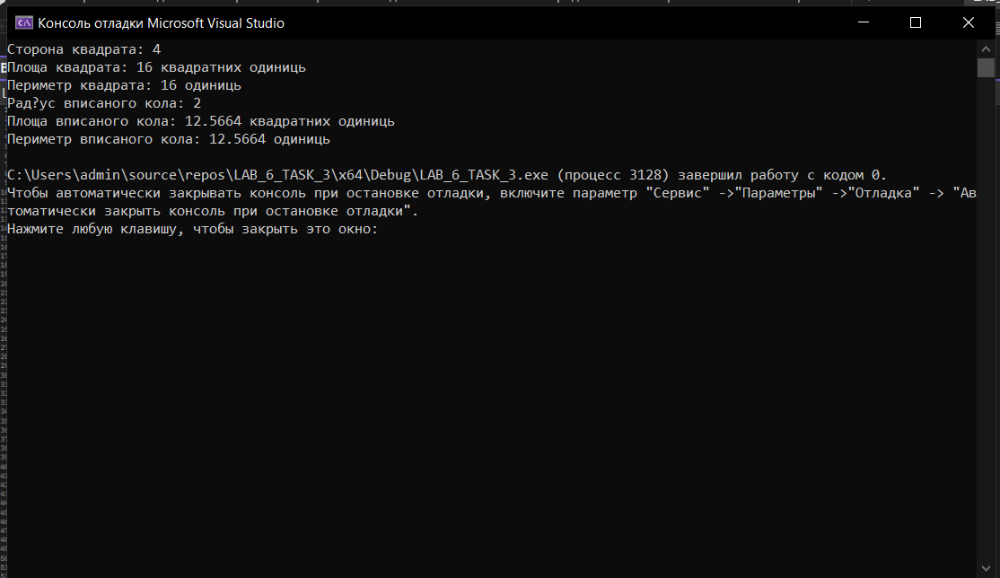 Консоль отладки Microsoft Visual Studio
Сторона квадрата: 4
Площа квадрата: 16 квадратних одиниць
Периметр квадрата: 16 одиниць
Рад?ус вписаного кола: 2
Площа вписаного кола: 12.5664 квадратних одиниць
Периметр вписаного кола: 12.5664 одиниць
C:\Users\admin\source\repos\LAB_6_TASK_3\x64\Debug\LAB_6_TASK_3.exe (процесс 3128) завершил работу с кодом 0.
Чтобы автоматически закрывать консоль при остановке отладки, включите параметр "Сервис" ->"Параметры" ->"Отладка" -> "Ав
томатически закрыть консоль при остановке отладки".
Нажмите любую клавишу, чтобы закрыть это окно: